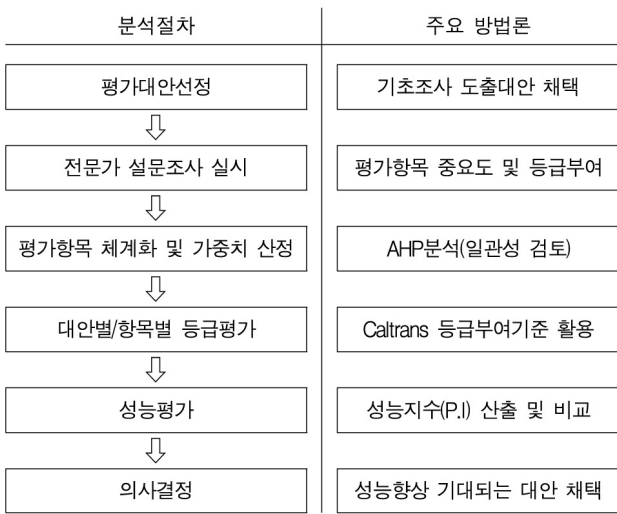 분석절차 주요 방법론
평가대안선정 기초조사 도출대안 채택
전문가 설문조사 실시 평가항목 중요도 및 등급부여
평가항목 체계화 및 가중치 산정 AHP분석(일관성 검토)
대안별/항목별 등급평가 Caltrans 등급부여기준 활용
성능평가 성능지수(P.I) 산출 및 비교
의사결정 성능향상 기대되는 대안 채택